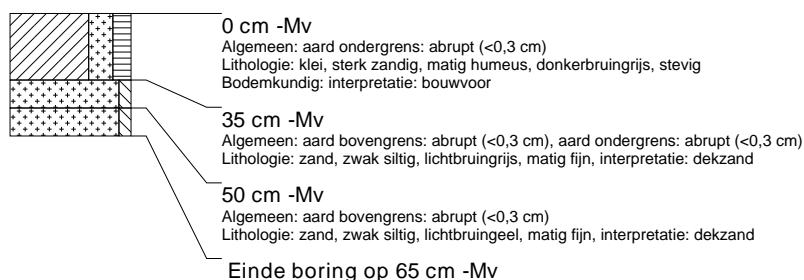 0 cm -Mv
Algemeen: aard ondergrens: abrupt (<0,3 cm)
Lithologie: klei, sterk zandig, matig humeus, donkerbruingrijs, stevig
Bodemkundig: interpretatie: bouwvoor
35 cm -Mv
Algemeen: aard bovengrens: abrupt (<0,3 cm), aard ondergrens: abrupt (<0,3 cm)
Lithologie: zand, zwak siltig, lichtbruingrijs, matig fijn, interpretatie: dekzand
50 cm -Mv
Algemeen: aard bovengrens: abrupt (<0,3 cm)
Lithologie: zand, zwak siltig, lichtbruingeel, matig fijn, interpretatie: dekzand
Einde boring op 65 cm -Mv